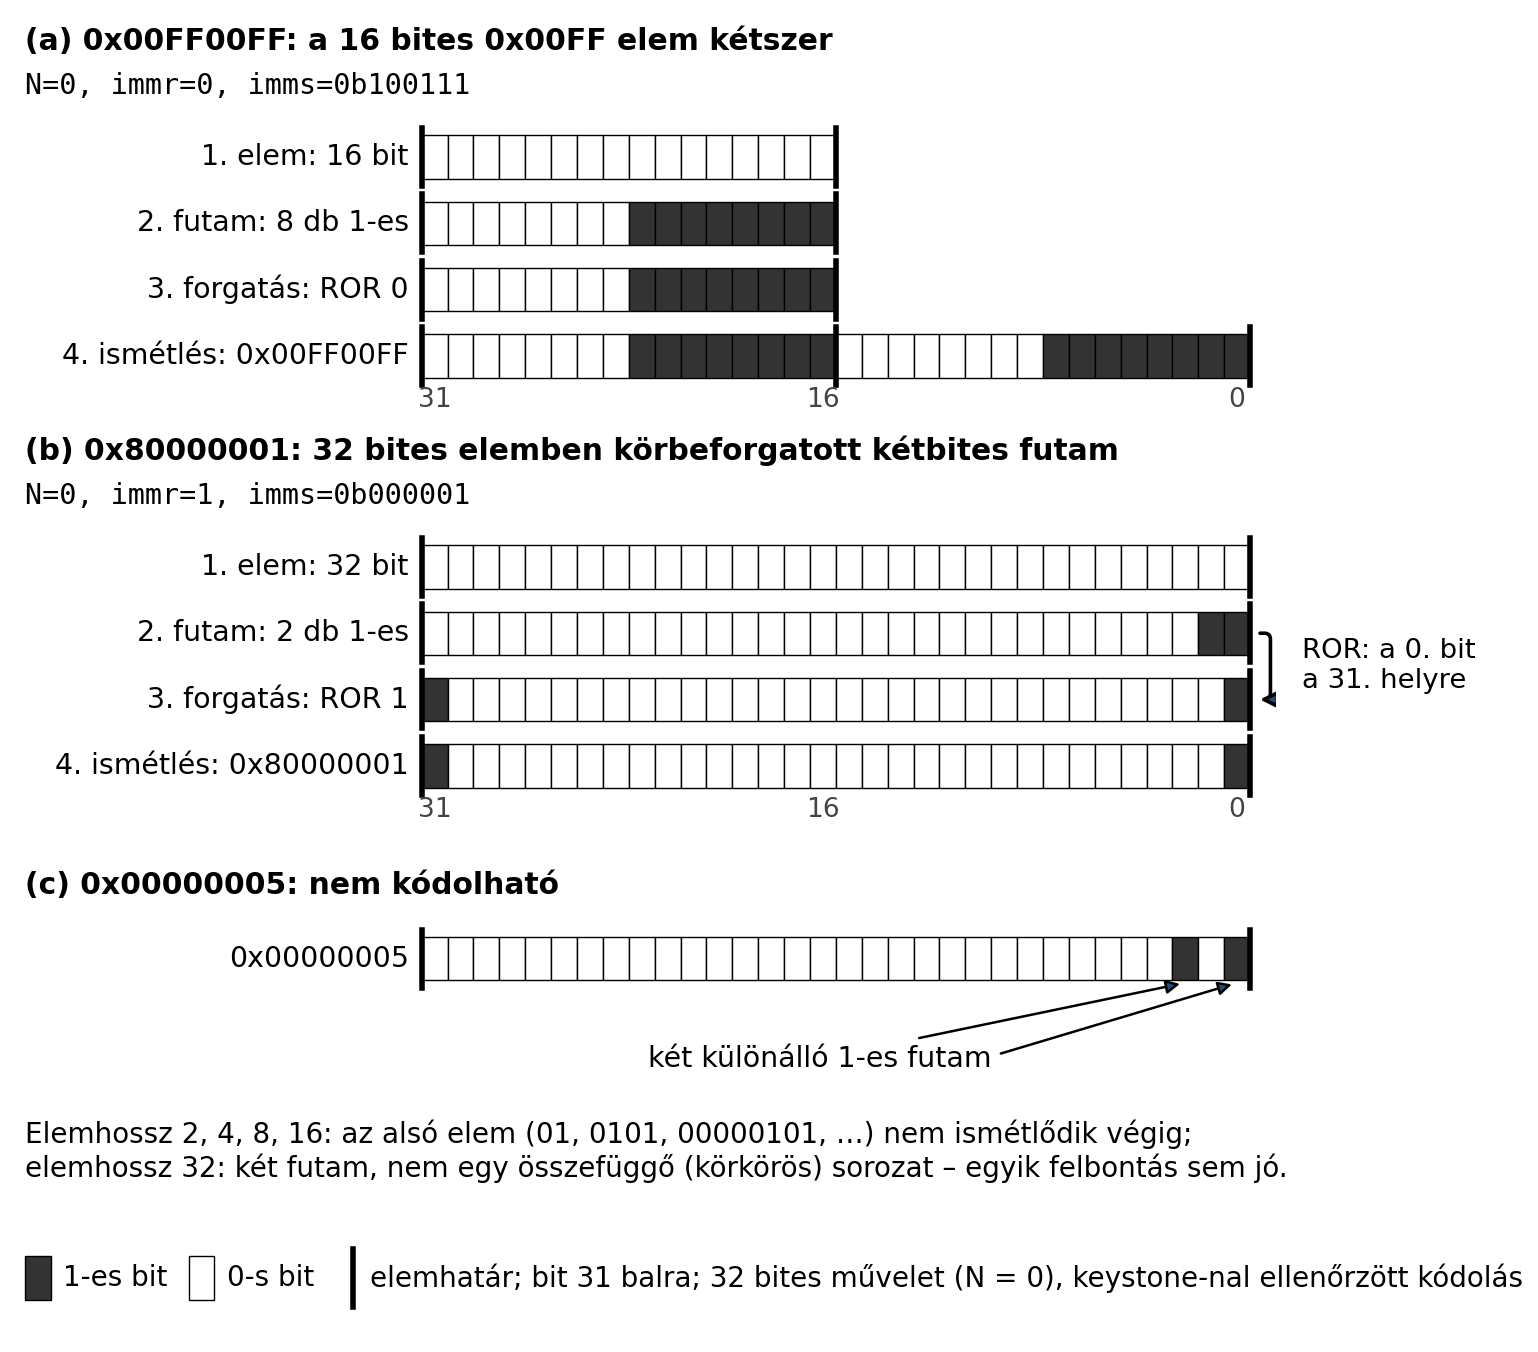 (a) 0x00FF00FF: a 16 bites 0x00FF elem kétszer
N=0, immr=0, imms=0b100111
1. elem: 16 bit
2. futam: 8 db 1-es
3. forgatás: ROR 0
4. ismétlés: 0x00FF00FF
31 16 0
(b) 0x80000001: 32 bites elemben körbeforgatott kétbites futam
N=0, immr=1, imms=0b000001
1. elem: 32 bit
2. futam: 2 db 1-es
ROR: a 0. bit
a 31. helyre
3. forgatás: ROR 1
4. ismétlés: 0x80000001
31 16 0
(c) 0x00000005: nem kódolható
0x00000005
két különálló 1-es futam
Elemhossz 2, 4, 8, 16: az alsó elem (01, 0101, 00000101, …) nem ismétlődik végig;
elemhossz 32: két futam, nem egy összefüggő (körkörös) sorozat – egyik felbontás sem jó.
1-es bit 0-s bit elemhatár; bit 31 balra; 32 bites művelet (N = 0), keystone-nal ellenőrzött kódolás